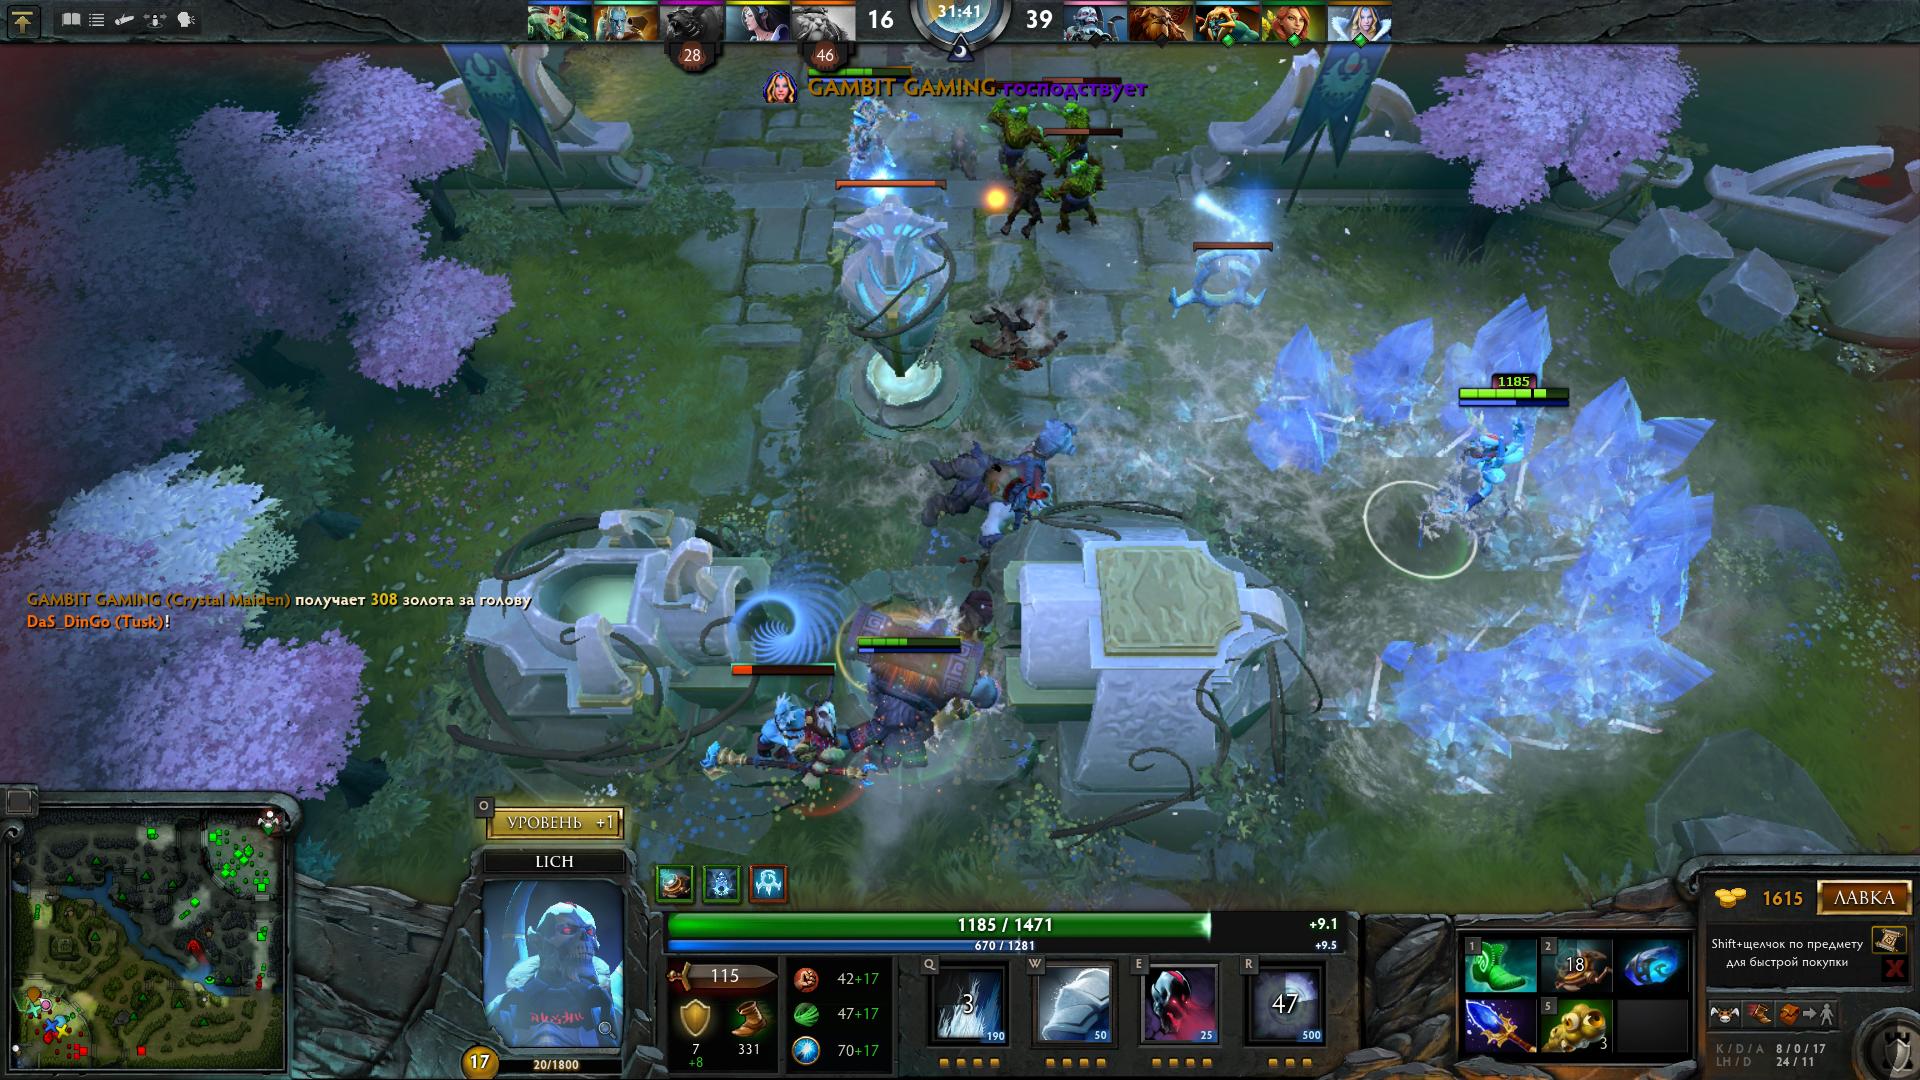 16
31:41
39
28
46
GAMBIT GAMING господствует
1185
GAMBIT GAMING (Crystal Maiden) получает 308 золота за голову
DaS_DinGo (Tusk)!
O
УРОВЕНЬ +1
LICH
17
20/1800
1185 / 1471
+9.1
670 / 1281
+9.5
115
7
+8
331
42+17
47+17
70+17
Q
3
190
W
50
E
25
R
47
500
1
2
18
5
3
1615
ЛАВКА
Shift+щелчок по предмету
для быстрой покупки
K / D / A 8 / 0 / 17
LH / D 24 / 11